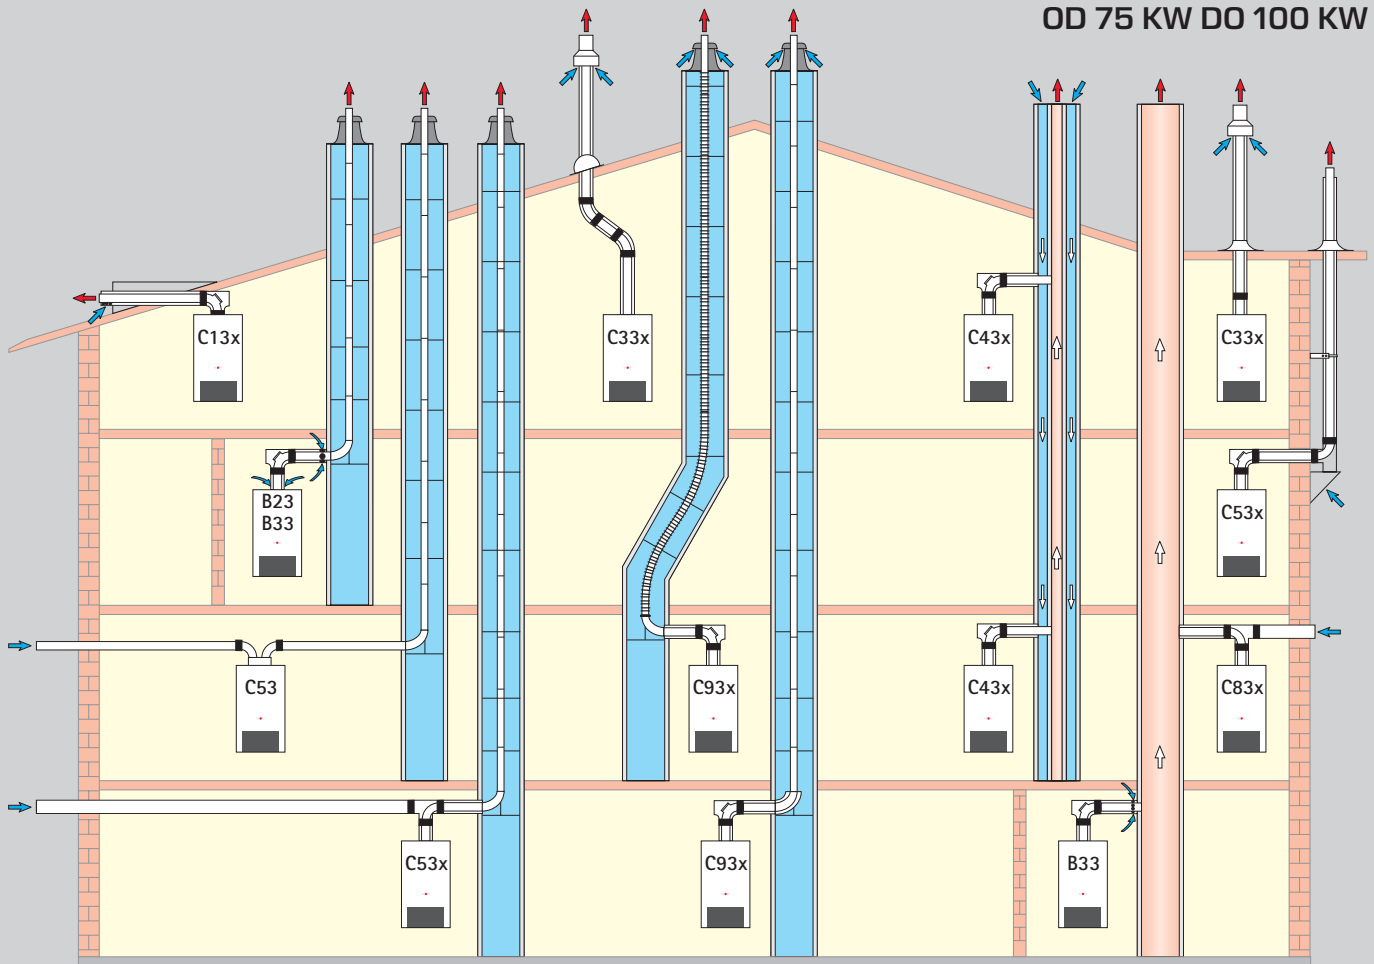 OD 75 KW DO 100 KW
C13x
C33x
C43x
C33x
B23
B33
C53x
C53
C93x
C43x
C83x
C53x
C93x
B33